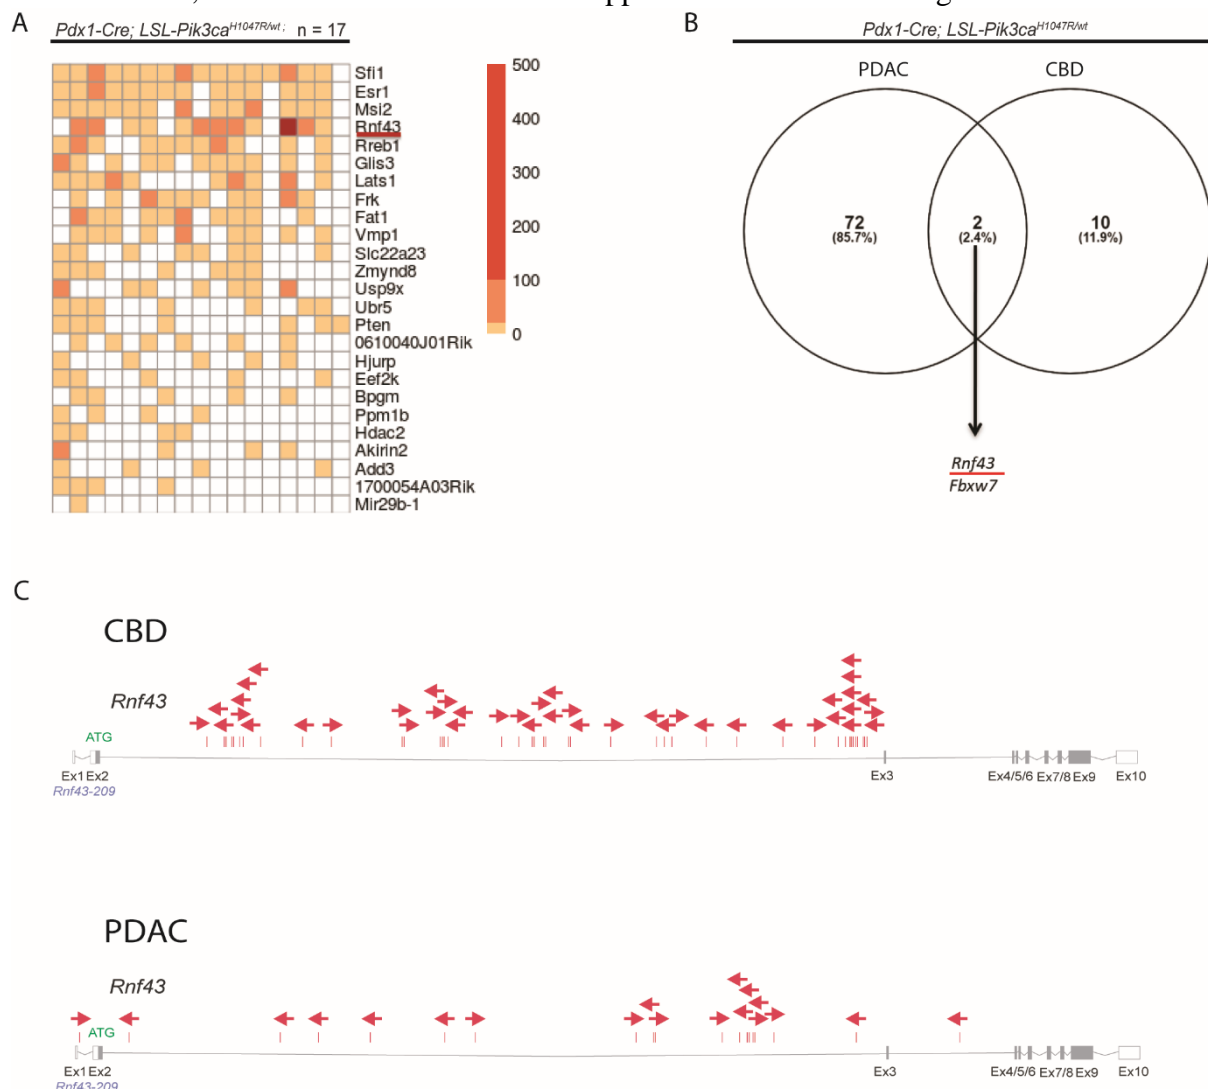 A
Pdx1-Cre; LSL-Pik3caH1047R/wt ; n = 17
Sfi1
Esr1
Msi2
Rnf43
Rreb1
Glis3
Lats1
Frk
Fat1
Vmp1
Slc22a23
Zmynd8
Usp9x
Ubr5
Pten
0610040J01Rik
Hjurp
Eef2k
Bpgm
Ppm1b
Hdac2
Akirin2
Add3
1700054A03Rik
Mir29b-1
500
400
300
200
100
0
B
Pdx1-Cre; LSL-Pik3caH1047R/wt
PDAC CBD
72 2 10
(85.7%) (2.4%) (11.9%)
Rnf43
Fbxw7
C
CBD
Rnf43
ATG
Ex1 Ex2 Ex3 Ex4/5/6 Ex7/8 Ex9 Ex10
Rnf43-209
PDAC
Rnf43
ATG
Ex1 Ex2 Ex3 Ex4/5/6 Ex7/8 Ex9 Ex10
Rnf43-209